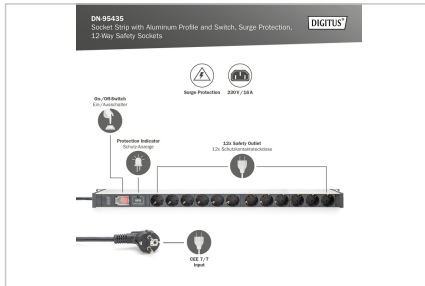 DN-95435
Socket Strip with Aluminum Profile and Switch, Surge Protection,
12-Way Safety Sockets
DIGITUS®
Surge Protection
230V/16A
On-/Off-Switch
Ein-/Ausschalter
Protection Indicator
Schutz-Anzeige
12x Safety Outlet
12x Schutzkontaktsteckdose
CEE 7/7
Input